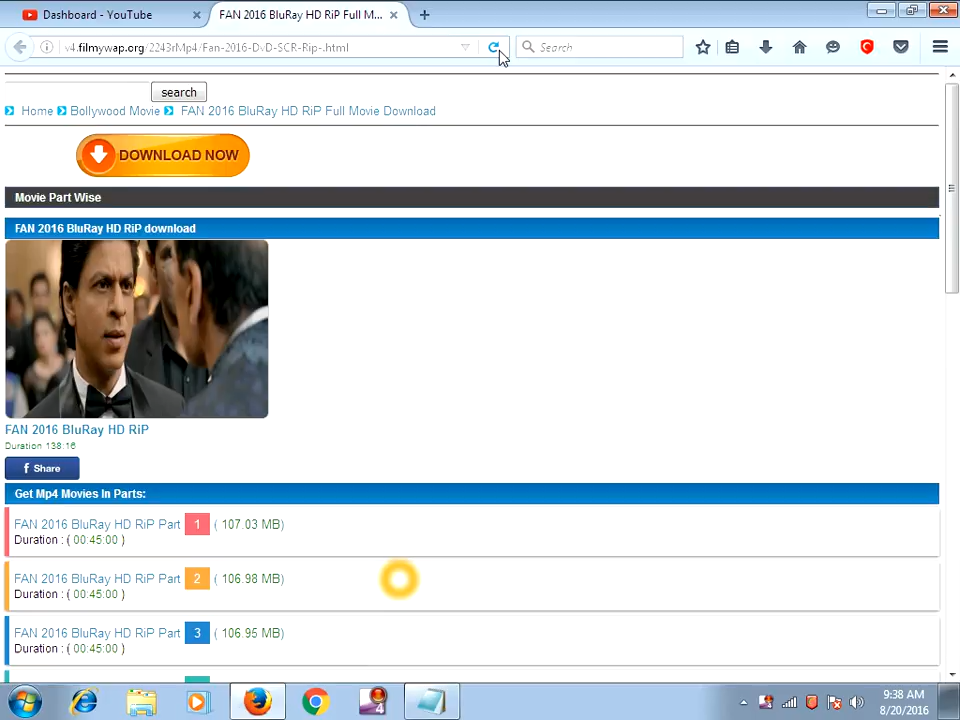 Dashboard - YouTube
FAN 2016 BluRay HD RiP Full M...
v4.filmywap.org/2243rMp4/Fan-2016-DvD-SCR-Rip-.html
Search
search
Home Bollywood Movie FAN 2016 BluRay HD RiP Full Movie Download
DOWNLOAD NOW
Movie Part Wise
FAN 2016 BluRay HD RiP download
FAN 2016 BluRay HD RiP
Duration 138:16
f Share
Get Mp4 Movies In Parts:
FAN 2016 BluRay HD RiP Part 1 ( 107.03 MB)
Duration : ( 00:45:00 )
FAN 2016 BluRay HD RiP Part 2 ( 106.98 MB)
Duration : ( 00:45:00 )
FAN 2016 BluRay HD RiP Part 3 ( 106.95 MB)
Duration : ( 00:45:00 )
4
9:38 AM
8/20/2016